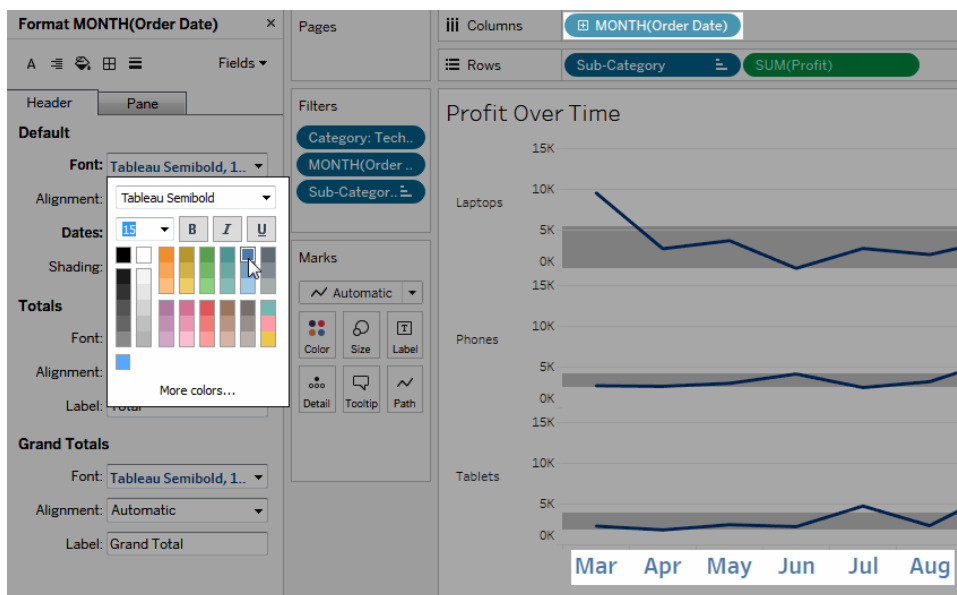 Format MONTH(Order Date) ×
A
Fields
Header Pane
Default
Font: Tableau Semibold, 1..
Alignment:
Dates:
Shading:
Tableau Semibold
15 B I U
More colors...
Totals
Font:
Alignment:
Label: Total
Grand Totals
Font: Tableau Semibold, 1..
Alignment: Automatic
Label: Grand Total
Pages
Filters
Category: Tech..
MONTH(Order ..
Sub-Categor..
Marks
Automatic
Color Size Label
T
Detail Tooltip Path
iii Columns
MONTH(Order Date)
Rows
Sub-Category SUM(Profit)
Profit Over Time
Laptops
15K
10K
5K
0K
Phones
15K
10K
5K
0K
Tablets
15K
10K
5K
0K
Mar Apr May Jun Jul Aug